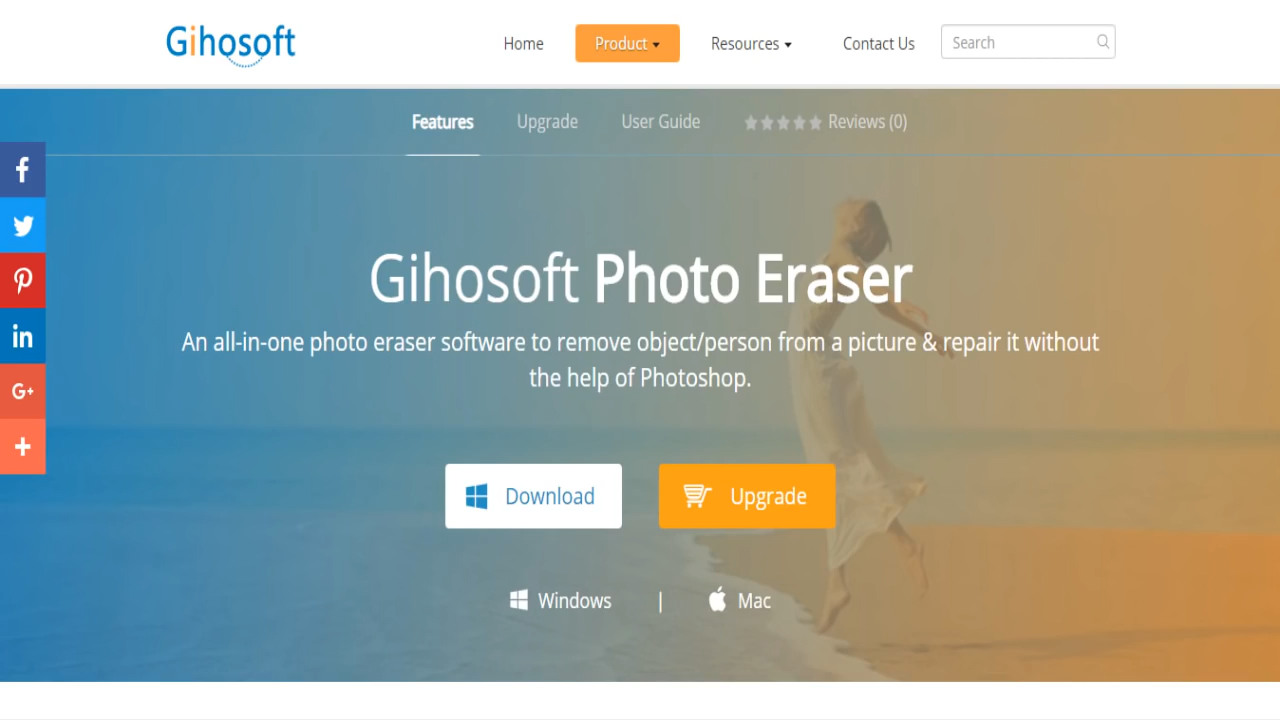 Gihosoft
Home Product Resources Contact Us Search
Features Upgrade User Guide Reviews (0)
Gihosoft Photo Eraser
An all-in-one photo eraser software to remove object/person from a picture & repair it without
the help of Photoshop.
Download Upgrade
Windows | Mac
f
in
G+
+